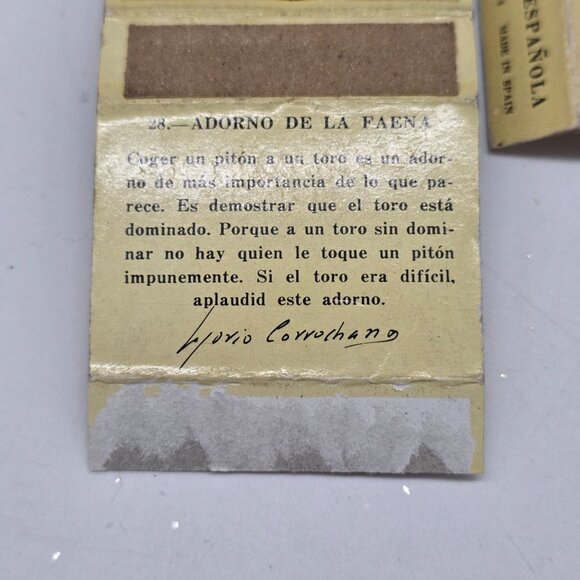 28.—ADORNO DE LA FAENA
Coger un pitón a un toro es un ador-
no de más importancia de lo que pa-
rece. Es demostrar que el toro está
dominado. Porque a un toro sin domi-
nar no hay quien le toque un pitón
impunemente. Si el toro era difícil,
aplaudid este adorno.
Corrochano
ESPAÑOLA
MADE IN SPAIN